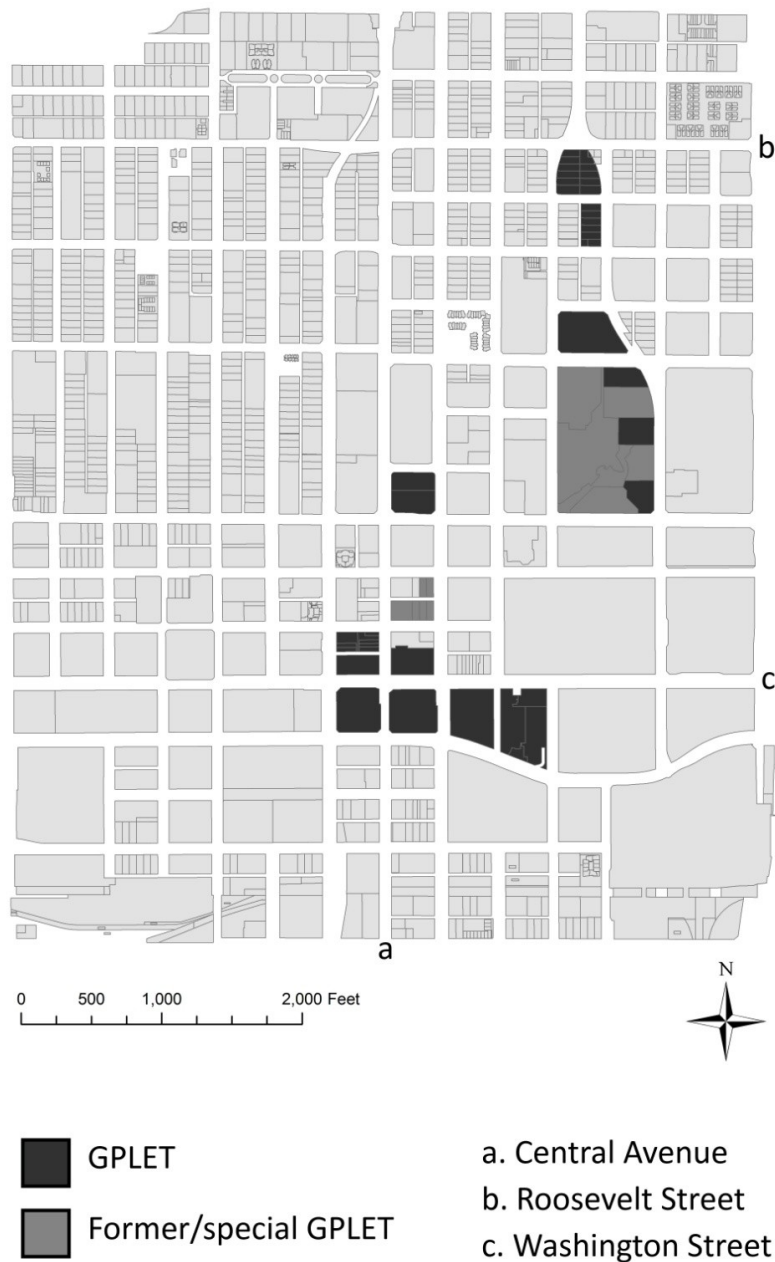 b
c
a
0 500 1,000 2,000 Feet
N
GPLET
Former/special GPLET
a. Central Avenue
b. Roosevelt Street
c. Washington Street